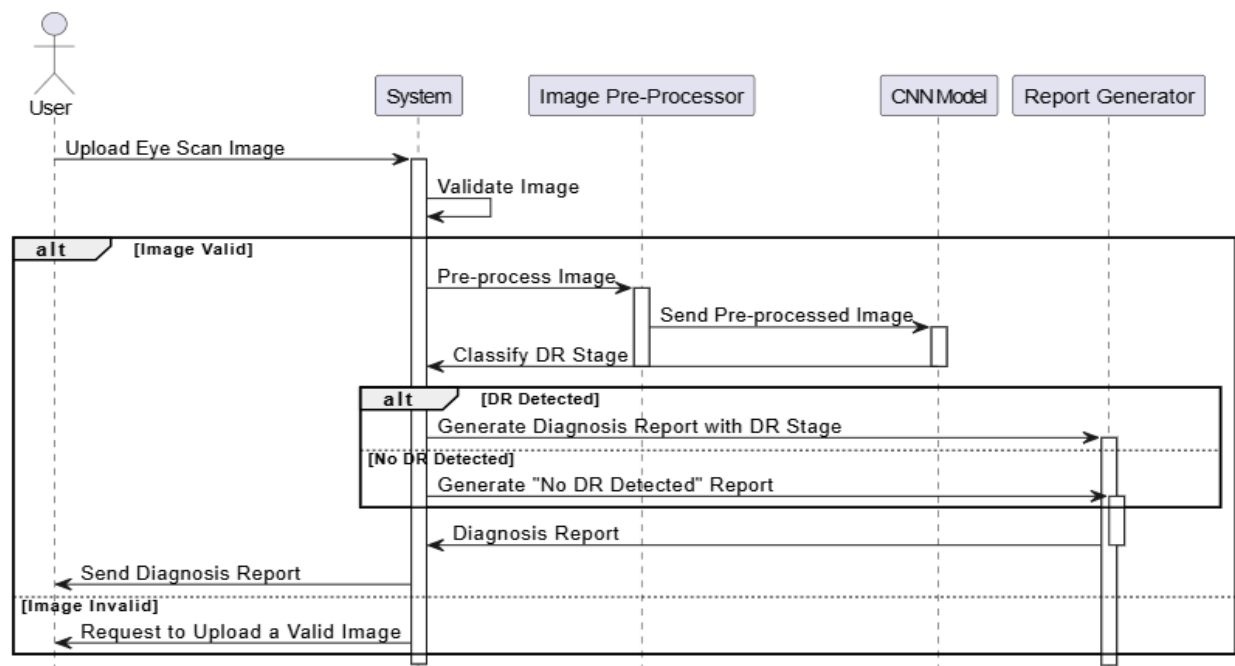 User
System
Image Pre-Processor
CNN Model
Report Generator
Upload Eye Scan Image
Validate Image
alt [Image Valid]
Pre-process Image
Send Pre-processed Image
Classify DR Stage
alt [DR Detected]
Generate Diagnosis Report with DR Stage
[No DR Detected]
Generate "No DR Detected" Report
Diagnosis Report
Send Diagnosis Report
[Image Invalid]
Request to Upload a Valid Image